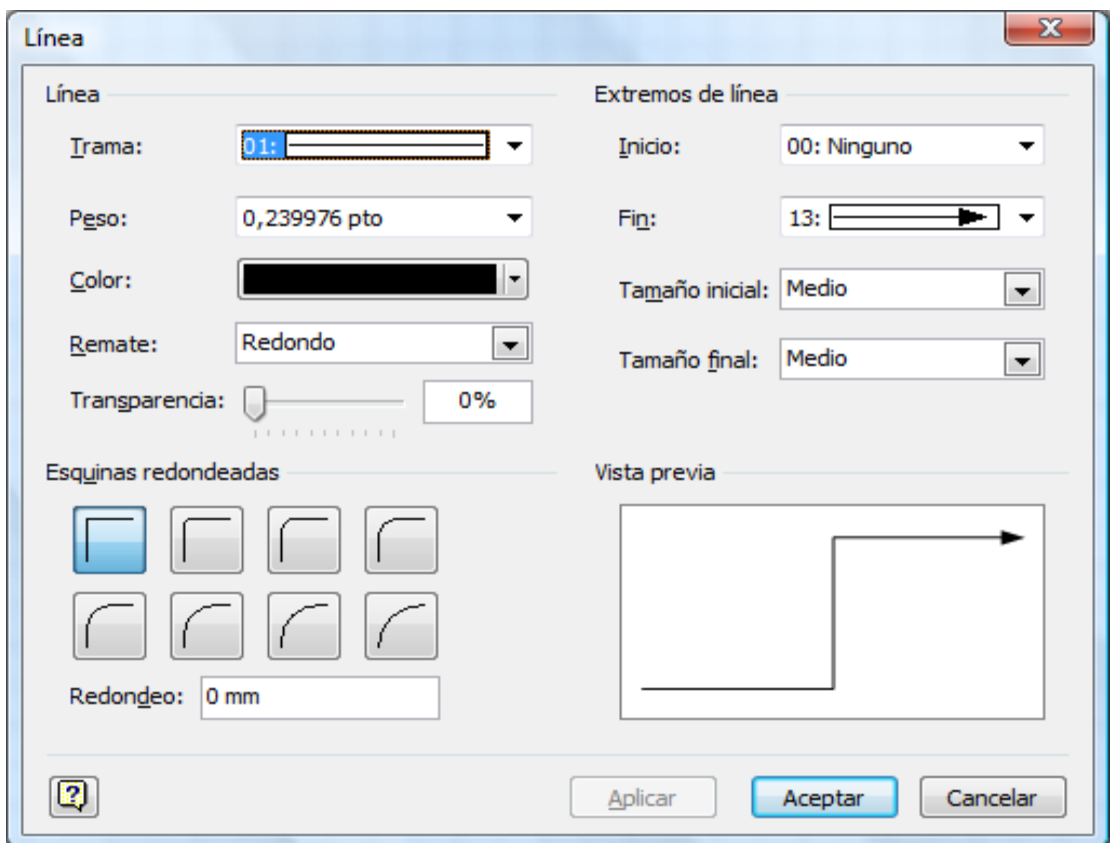 Línea
Línea
Trama: 01:
Peso: 0,239976 pto
Color:
Remate: Redondo
Transparencia: 0%
Extremos de línea
Inicio: 00: Ninguno
Fin: 13:
Tamaño inicial: Medio
Tamaño final: Medio
Esquinas redondeadas
Redondeo: 0 mm
Vista previa
?
Aplicar
Aceptar
Cancelar